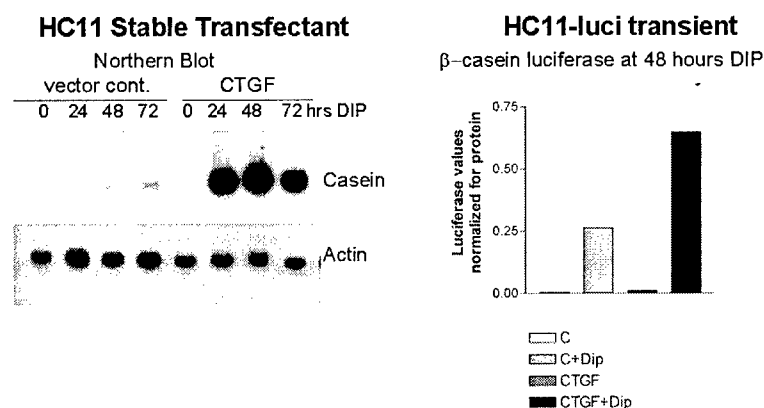 HC11 Stable Transfectant
Northern Blot
vector cont. CTGF
0 24 48 72 0 24 48 72 hrs DIP
Casein
Actin
HC11-luci transient
β–casein luciferase at 48 hours DIP
Luciferase values
normalized for protein
0.75
0.50
0.25
0.00
C
C+Dip
CTGF
CTGF+Dip